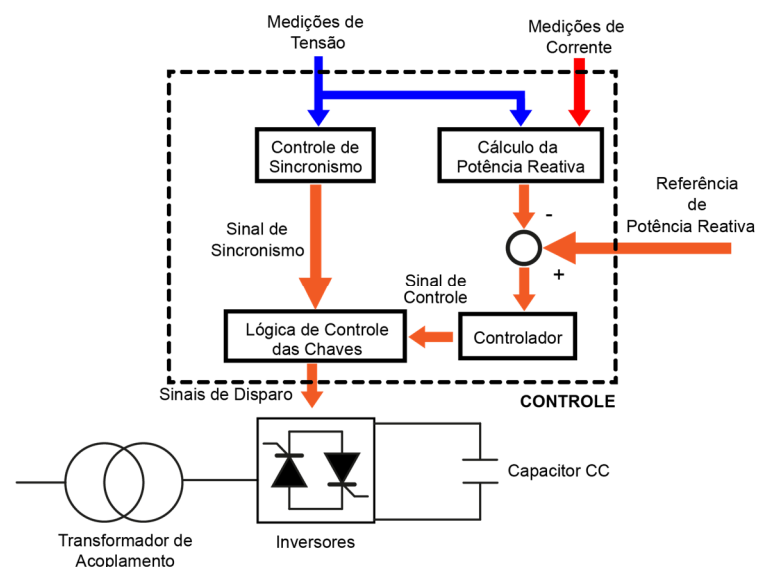 Medições de
Tensão
Medições de
Corrente
Controle de
Sincronismo
Cálculo da
Potência Reativa
Referência
de
Potência Reativa
-
+
Sinal de
Sincronismo
Sinal de
Controle
Lógica de Controle
das Chaves
Controlador
Sinais de Disparo
CONTROLE
Capacitor CC
Inversores
Transformador de
Acoplamento